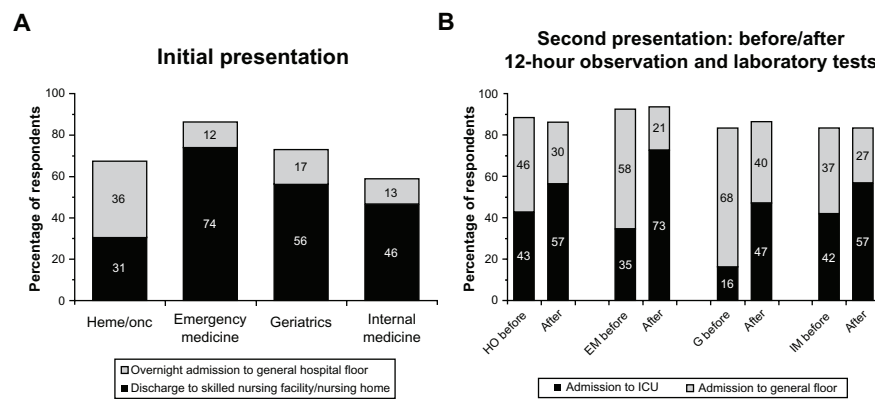 A
Initial presentation
Percentage of respondents
100
80
60
40
20
0
36
31
12
74
17
56
13
46
Heme/onc
Emergency
medicine
Geriatrics
Internal
medicine
Overnight admission to general hospital floor
Discharge to skilled nursing facility/nursing home
B
Second presentation: before/after
12-hour observation and laboratory tests
Percentage of respondents
100
80
60
40
20
0
46
43
30
57
58
35
21
73
68
16
40
47
37
42
27
57
HO before
After
EM before
After
G before
After
IM before
After
Admission to ICU
Admission to general floor